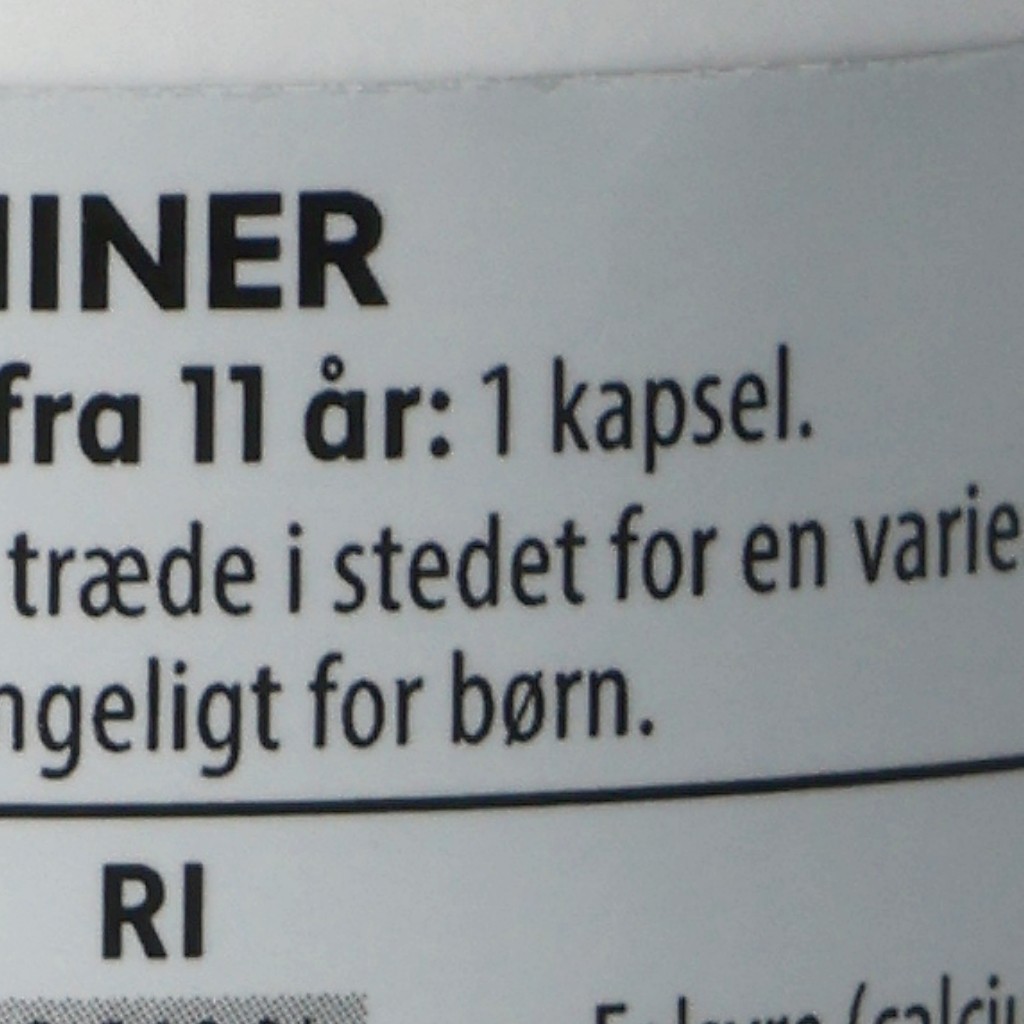 INER
fra 11 år: 1 kapsel.
træde i stedet for en varie
ngeligt for børn.
RI